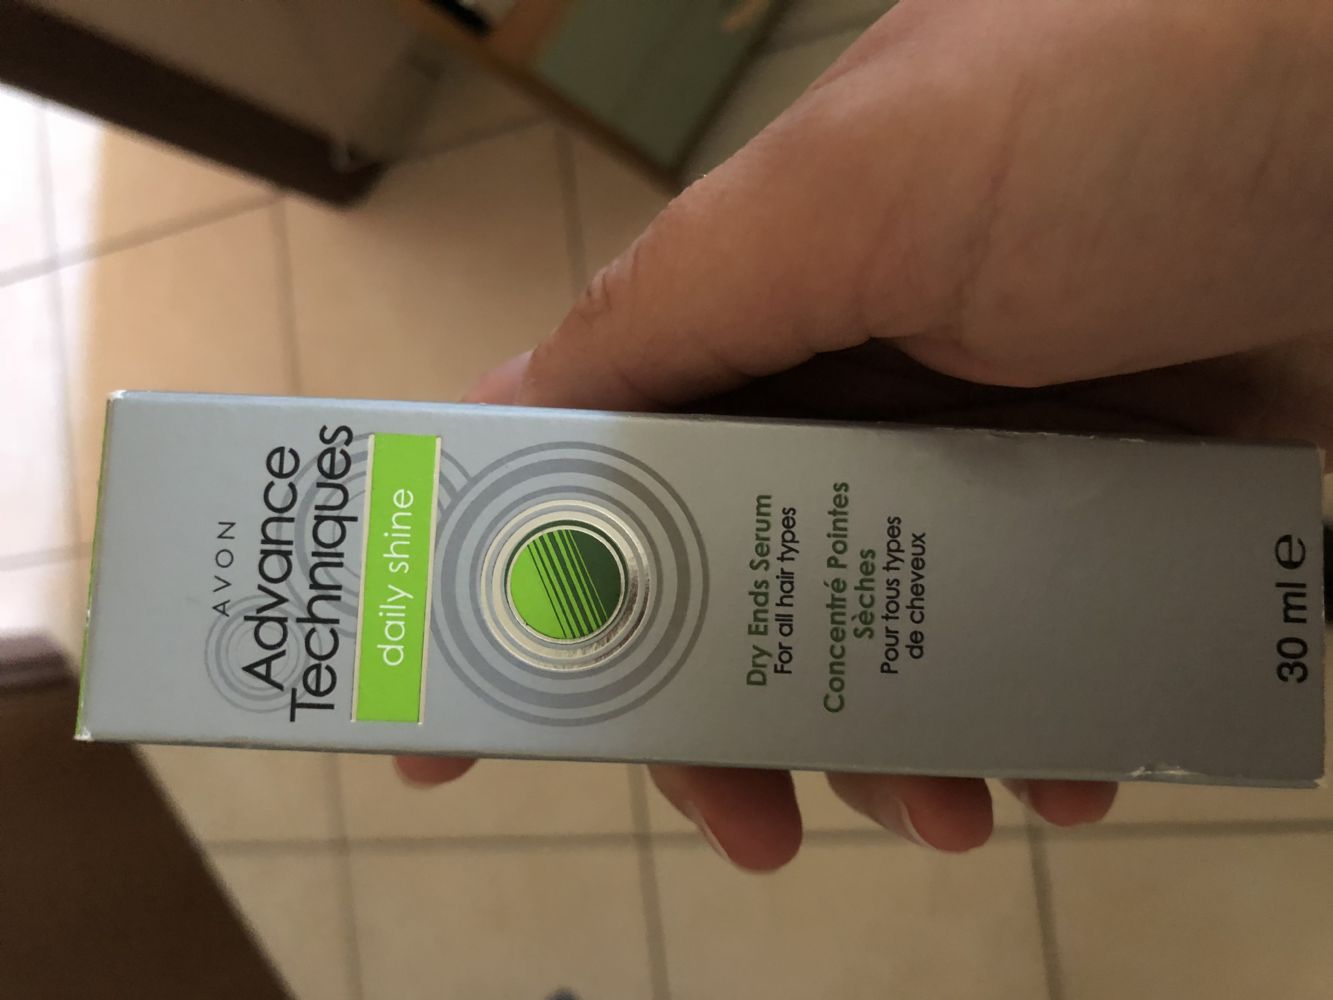 AVON
Advance
Techniques
daily shine
Dry Ends Serum
For all hair types
Concentré Pointes
Sèches
Pour tous types
de cheveux
30 ml e